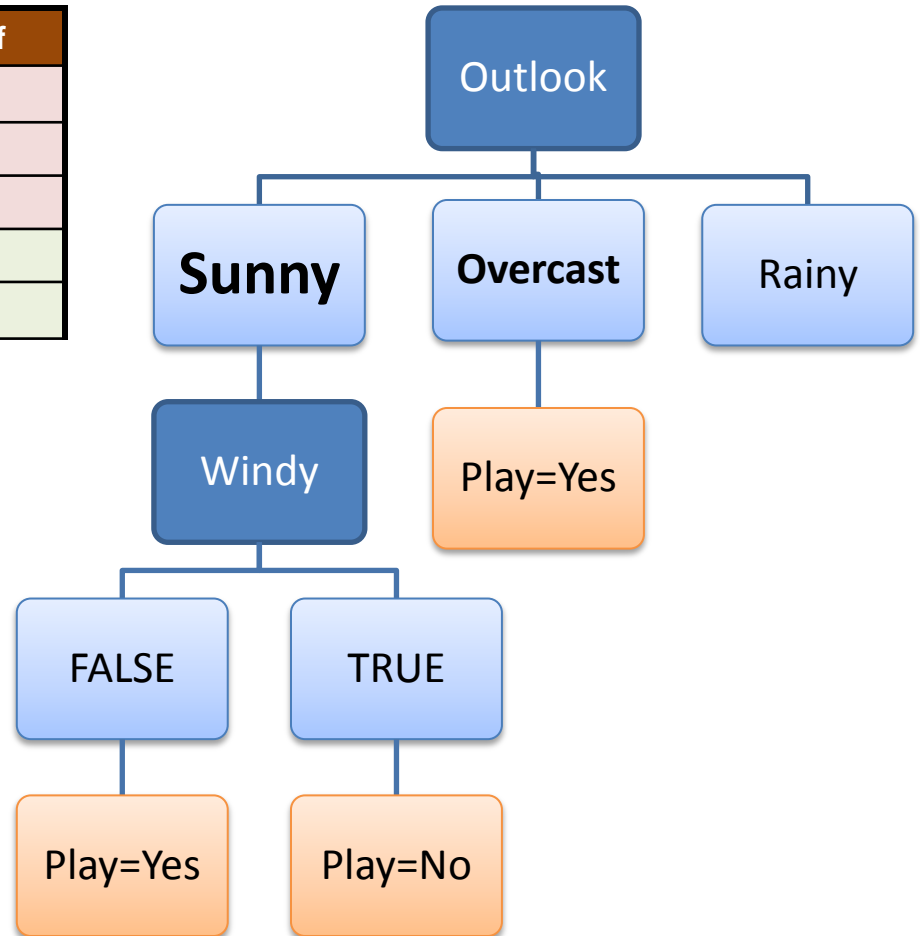 f
Outlook
Sunny
Overcast
Rainy
Windy
Play=Yes
FALSE
TRUE
Play=Yes
Play=No